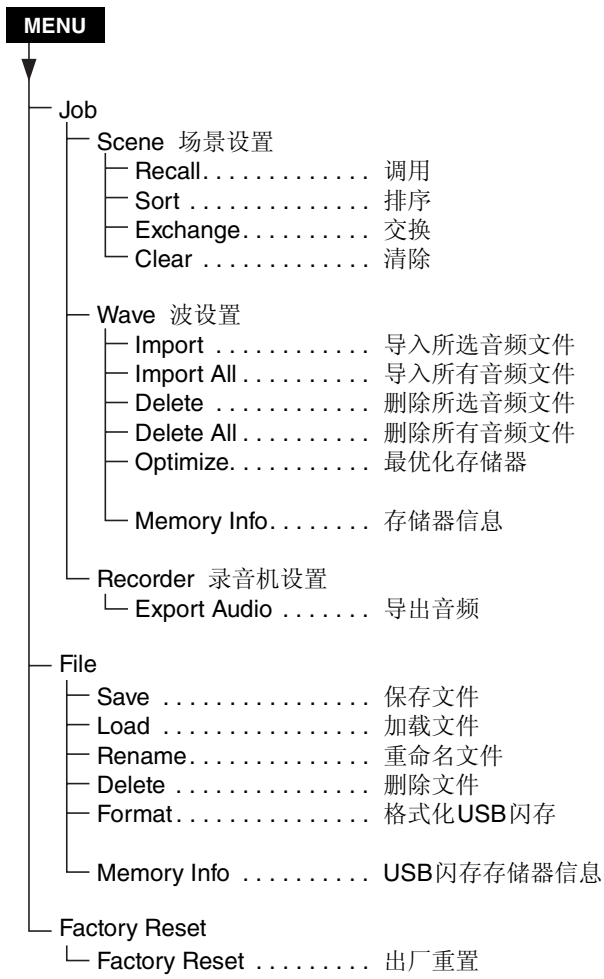 MENU
Job
Scene 场景设置
Recall. . . . . . . . . . . . . 调用
Sort . . . . . . . . . . . . . . . 排序
Exchange. . . . . . . . . . 交换
Clear . . . . . . . . . . . . . . 清除
Wave 波设置
Import . . . . . . . . . . . . . 导入所选音频文件
Import All . . . . . . . . . . 导入所有音频文件
Delete . . . . . . . . . . . . . 删除所选音频文件
Delete All . . . . . . . . . . 删除所有音频文件
Optimize. . . . . . . . . . . 最优化存储器
Memory Info. . . . . . . . 存储器信息
Recorder 录音机设置
Export Audio . . . . . . . 导出音频
File
Save . . . . . . . . . . . . . . . . . 保存文件
Load . . . . . . . . . . . . . . . . . 加载文件
Rename. . . . . . . . . . . . . . 重命名文件
Delete . . . . . . . . . . . . . . . . 删除文件
Format. . . . . . . . . . . . . . . 格式化USB闪存
Memory Info . . . . . . . . . . USB闪存存储器信息
Factory Reset
Factory Reset . . . . . . . . . 出厂重置